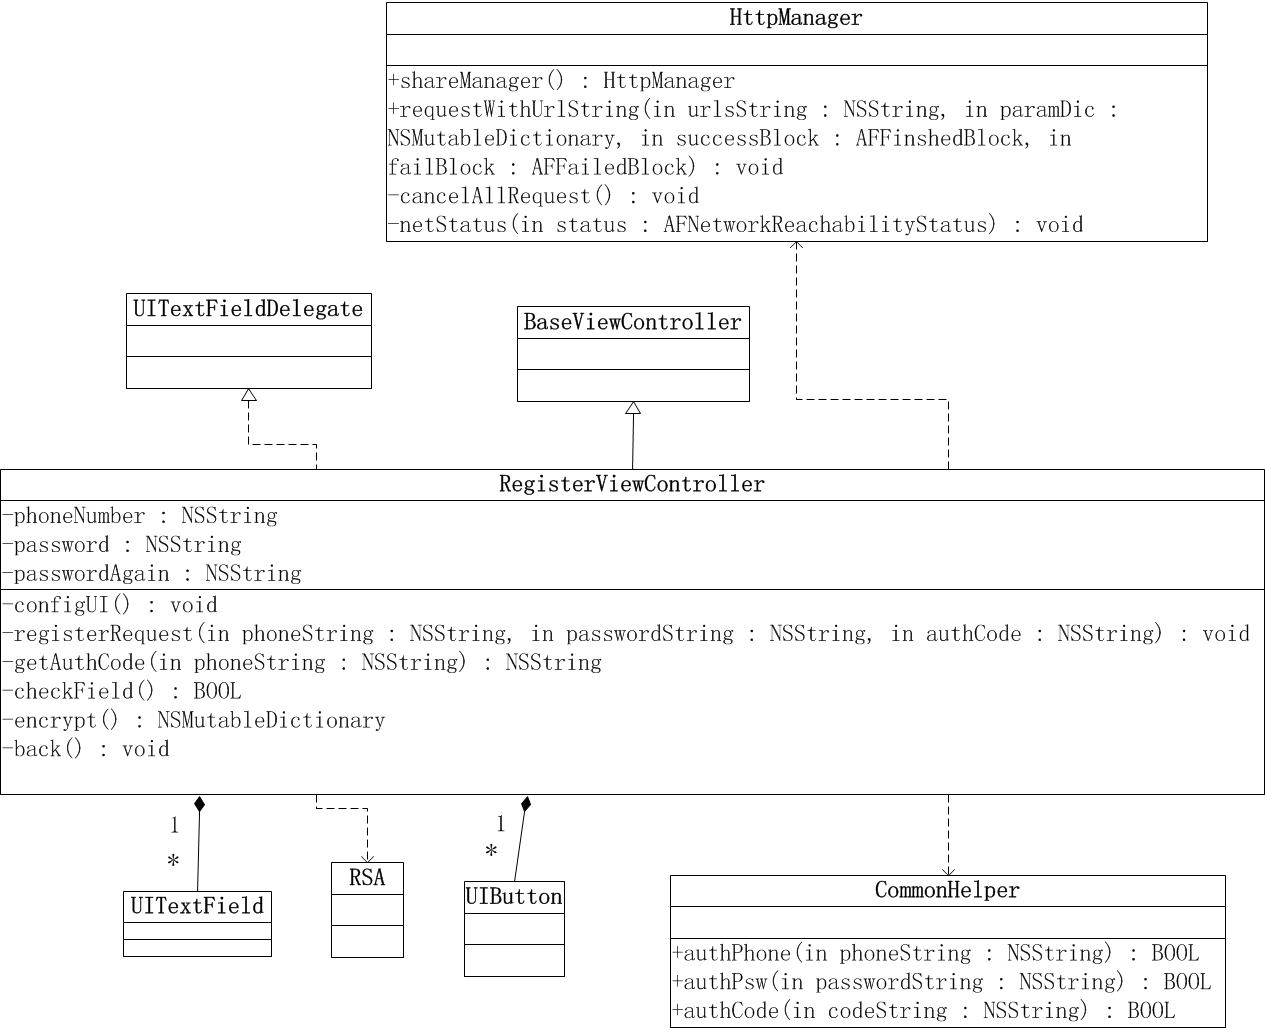 HttpManager
+shareManager() : HttpManager
+requestWithUrlString(in urlsString : NSString, in paramDic :
NSMutableDictionary, in successBlock : AFFinshedBlock, in
failBlock : AFFailedBlock) : void
-cancelAllRequest() : void
-netStatus(in status : AFNetworkReachabilityStatus) : void
UITextFieldDelegate
BaseViewController
RegisterViewController
-phoneNumber : NSString
-password : NSString
-passwordAgain : NSString
-configUI() : void
-registerRequest(in phoneString : NSString, in passwordString : NSString, in authCode : NSString) : void
-getAuthCode(in phoneString : NSString) : NSString
-checkField() : BOOL
-encrypt() : NSMutableDictionary
-back() : void
1
*
1
*
UITextField
RSA
UIButton
CommonHelper
+authPhone(in phoneString : NSString) : BOOL
+authPsw(in passwordString : NSString) : BOOL
+authCode(in codeString : NSString) : BOOL